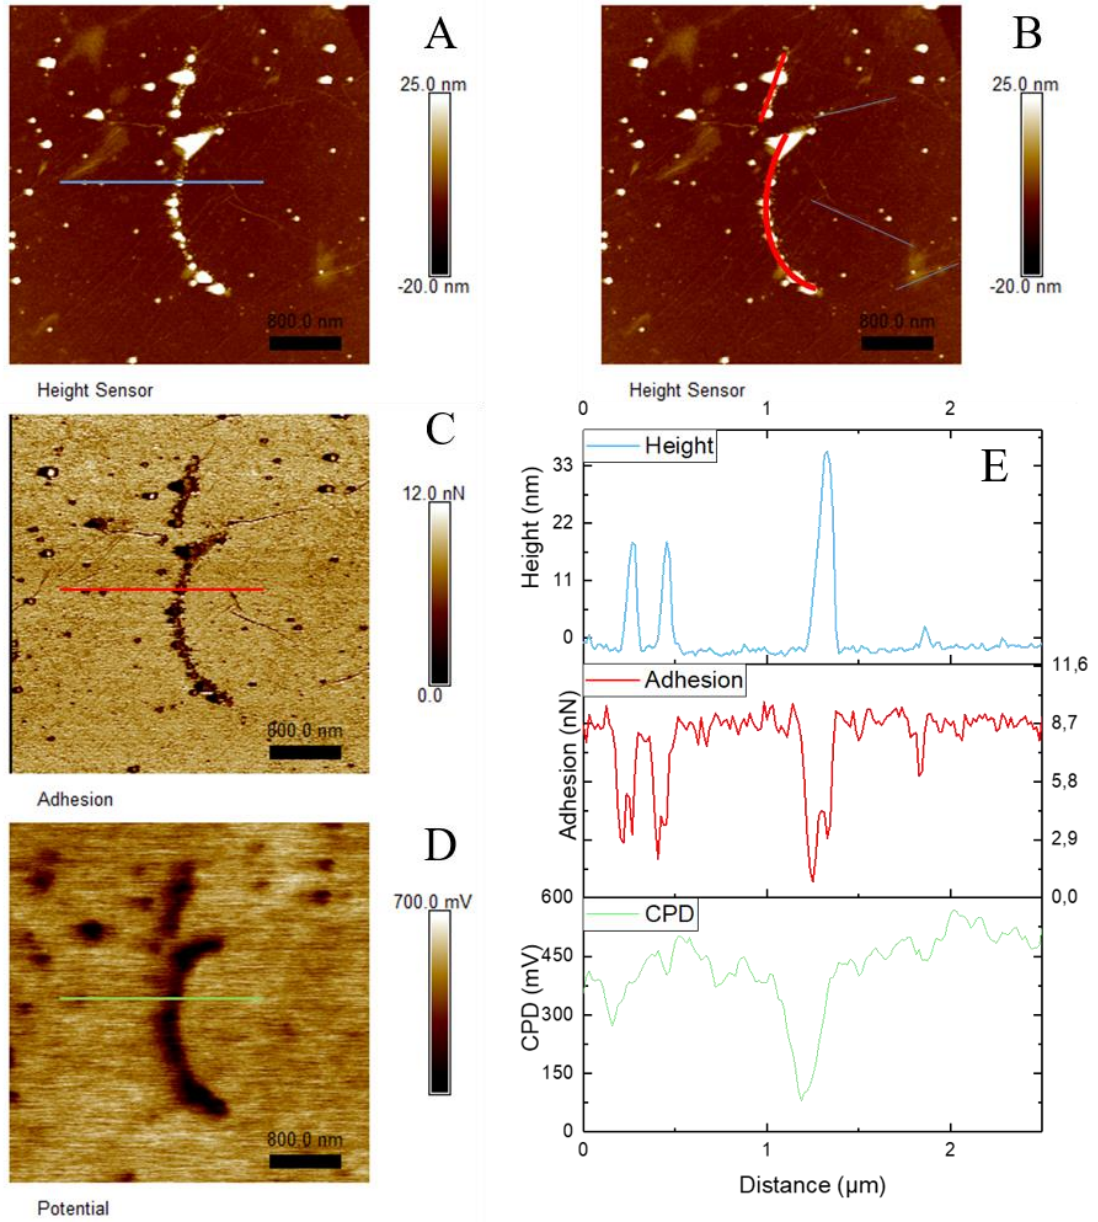 A
25.0 nm
-20.0 nm
800.0 nm
Height Sensor
B
25.0 nm
-20.0 nm
800.0 nm
Height Sensor
C
12.0 nN
0.0
800.0 nm
Adhesion
D
700.0 mV
800.0 nm
Potential
0 1 2
Height
E
Height (nm)
33
22
11
0
Adhesion
Adhesion (nN)
11,6
8,7
5,8
2,9
0,0
CPD
CPD (mV)
600
450
300
150
0
0 1 2
Distance (µm)